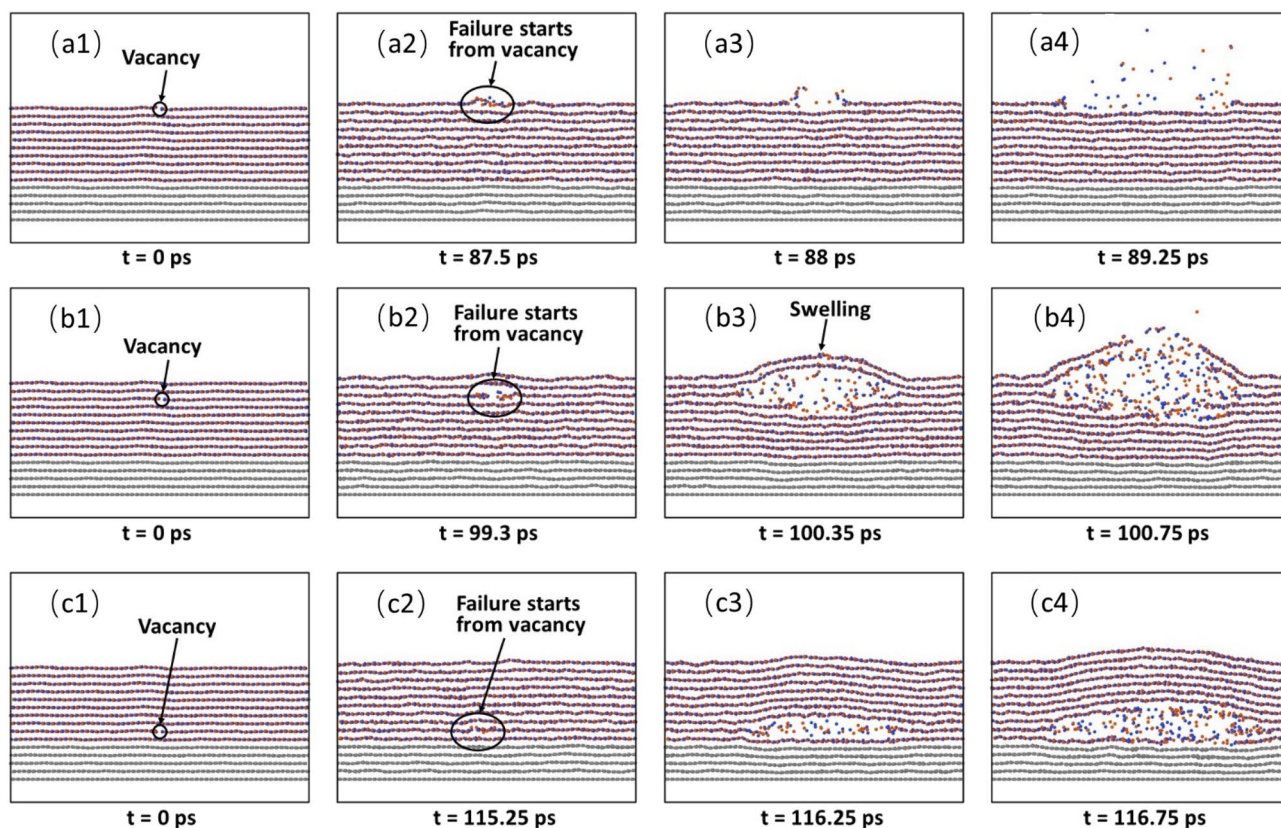 (a1)
Vacancy
(a2)
Failure starts
from vacancy
(a3)
(a4)
t = 0 ps
t = 87.5 ps
t = 88 ps
t = 89.25 ps
(b1)
Vacancy
(b2)
Failure starts
from vacancy
(b3)
Swelling
(b4)
t = 0 ps
t = 99.3 ps
t = 100.35 ps
t = 100.75 ps
(c1)
Vacancy
(c2)
Failure starts
from vacancy
(c3)
(c4)
t = 0 ps
t = 115.25 ps
t = 116.25 ps
t = 116.75 ps